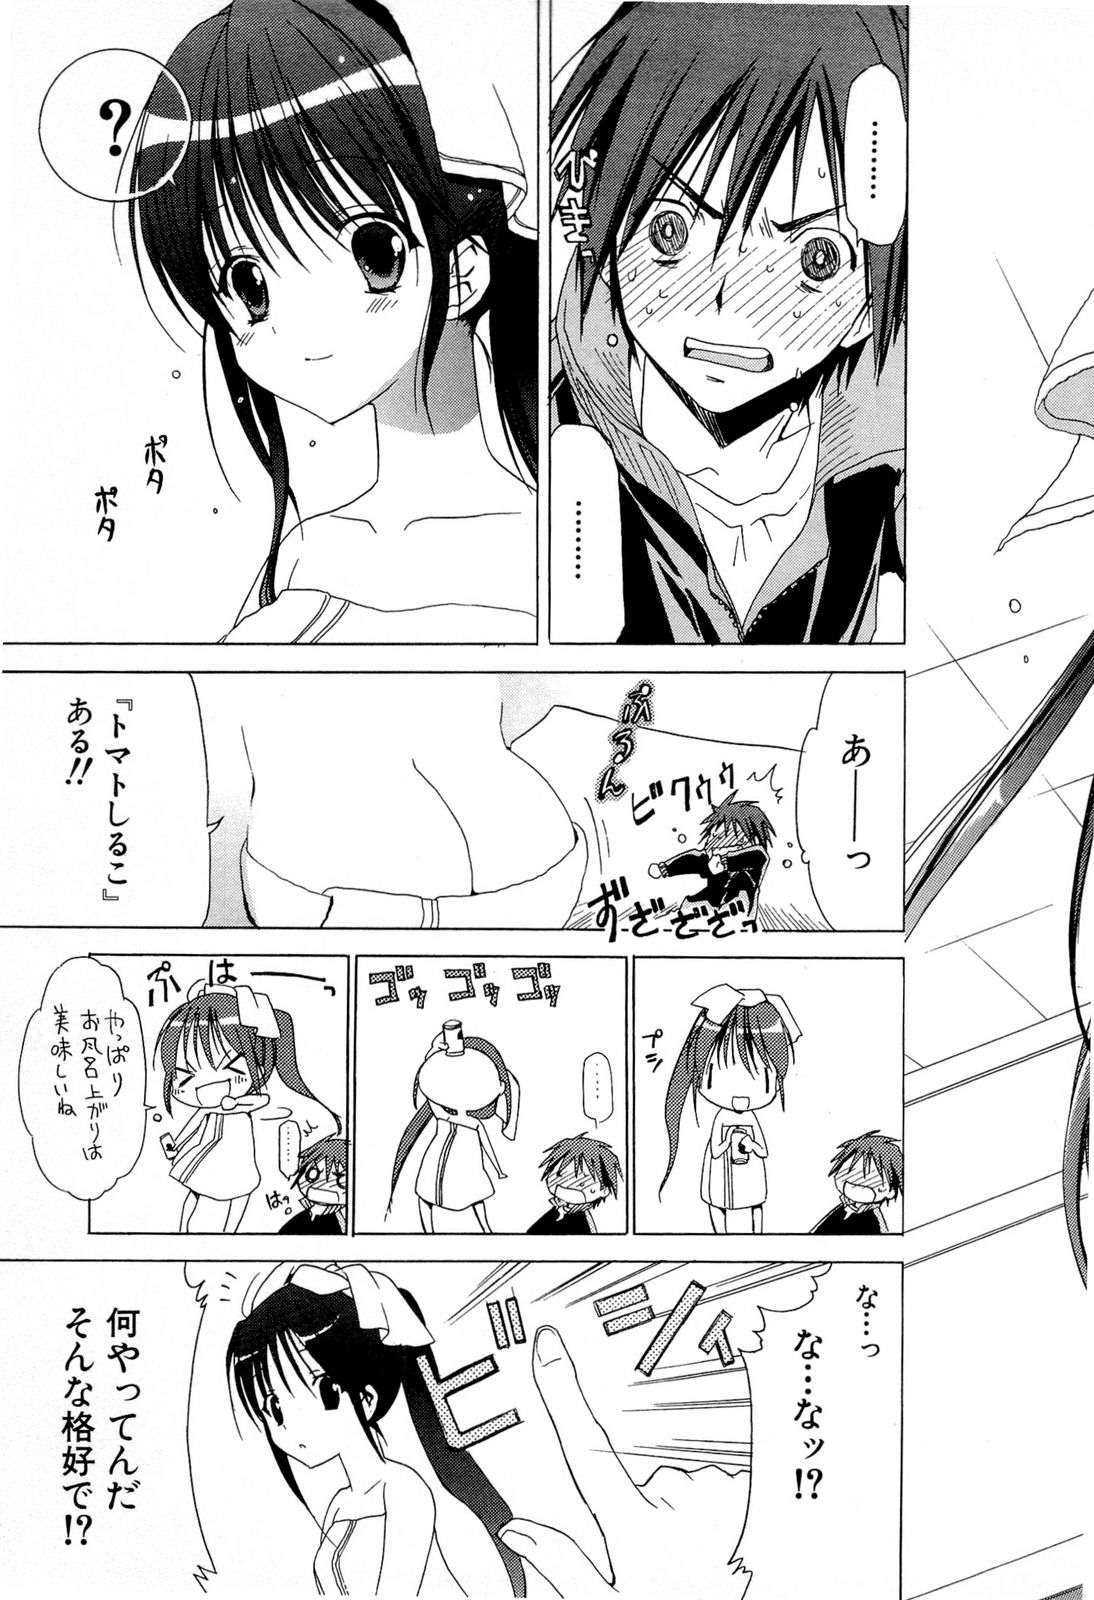 ………
ぴきっ
………
？
ポタ
ポタ
あーーっ
ぷるん
ビクゥゥ
ず ざざざざっ
『トマトしるこ』
ある!!
プシ
ゴッ ゴッ ゴッ
……
ぷはーーっ
やっぱり
お風呂上がりは
美味しいね
……
はっ
な…っ
な…なッ!?
ビシィ
何やってんだ
そんな格好で!?